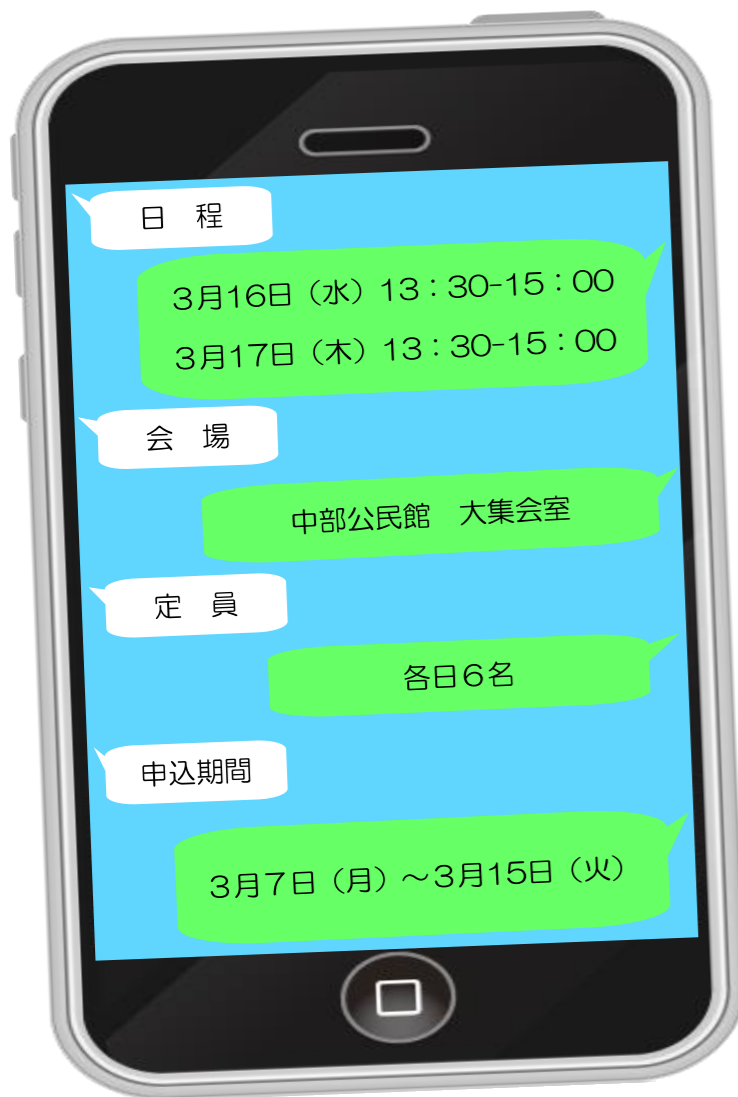 日　程
３月16日（水）13：30-15：00
３月17日（木）13：30-15：00
会　場
中部公民館　大集会室
定　員
各日６名
申込期間
３月７日（月）～３月15日（火）